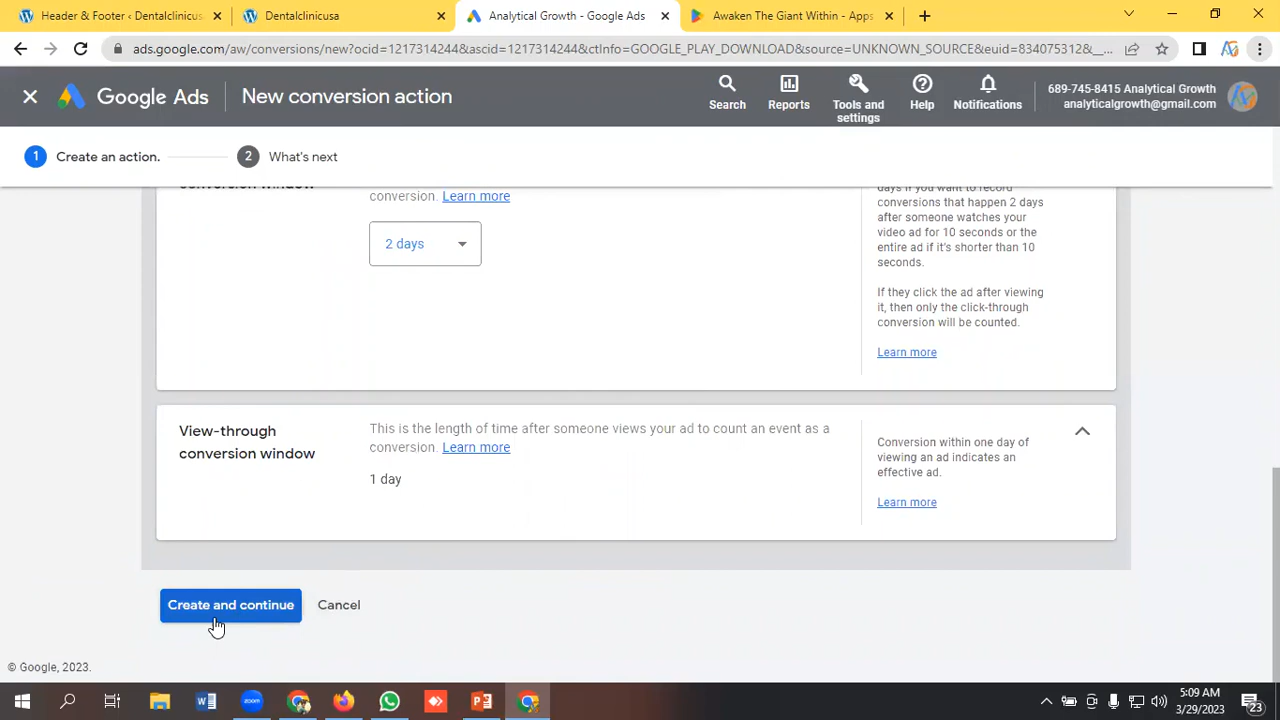 Header & Footer ‹ Dentalclinicus
Dentalclinicusa
Analytical Growth - Google Ads
Awaken The Giant Within - Apps
ads.google.com/aw/conversions/new?ocid=1217314244&ascid=1217314244&ctInfo=GOOGLE_PLAY_DOWNLOAD&source=UNKNOWN_SOURCE&euid=834075312&__...
Google Ads
New conversion action
Search
Reports
Tools and
settings
Help
Notifications
689-745-8415 Analytical Growth
analyticalgrowth@gmail.com
1 Create an action.
2 What's next
conversion window
conversion. Learn more
2 days
days if you want to record
conversions that happen 2 days
after someone watches your
video ad for 10 seconds or the
entire ad if it's shorter than 10
seconds.
If they click the ad after viewing
it, then only the click-through
conversion will be counted.
Learn more
View-through
conversion window
This is the length of time after someone views your ad to count an event as a
conversion. Learn more
1 day
Conversion within one day of
viewing an ad indicates an
effective ad.
Learn more
Create and continue
Cancel
© Google, 2023.
zoom
5:09 AM
3/29/2023
23